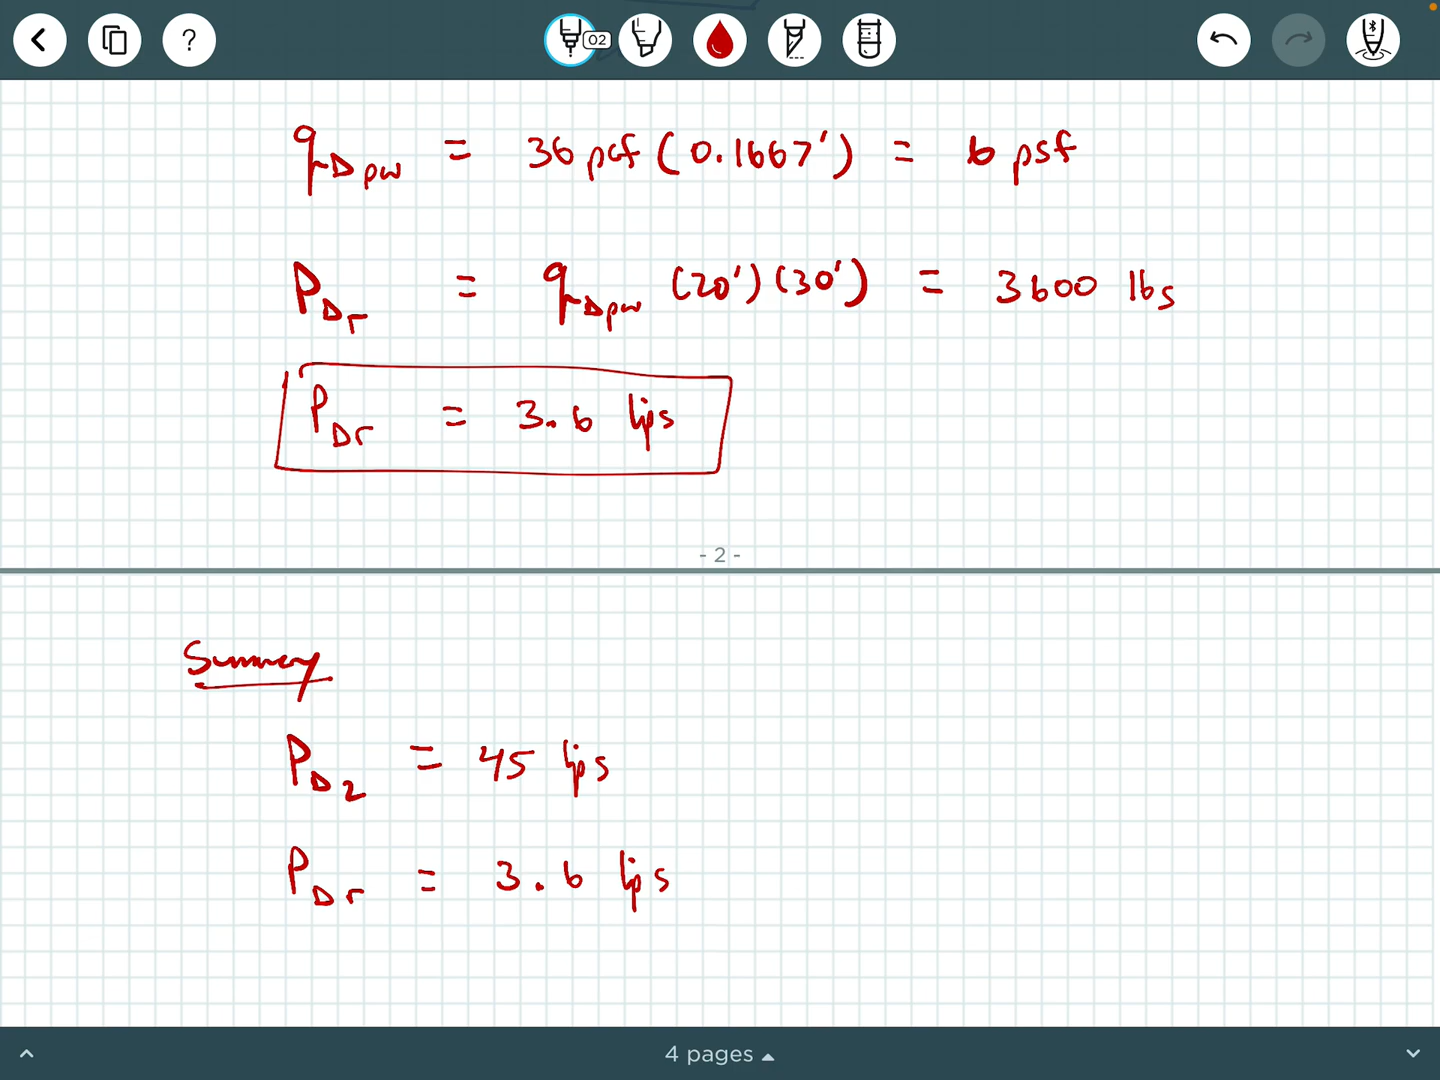 ?
02
q_Dpw = 36 pcf (0.1667') = 6 psf
P_Dr = q_Dpw (20') (30') = 3600 lbs
P_Dr = 3.6 kips
- 2 -
Summary
P_D2 = 45 kips
P_Dr = 3.6 kips
4 pages